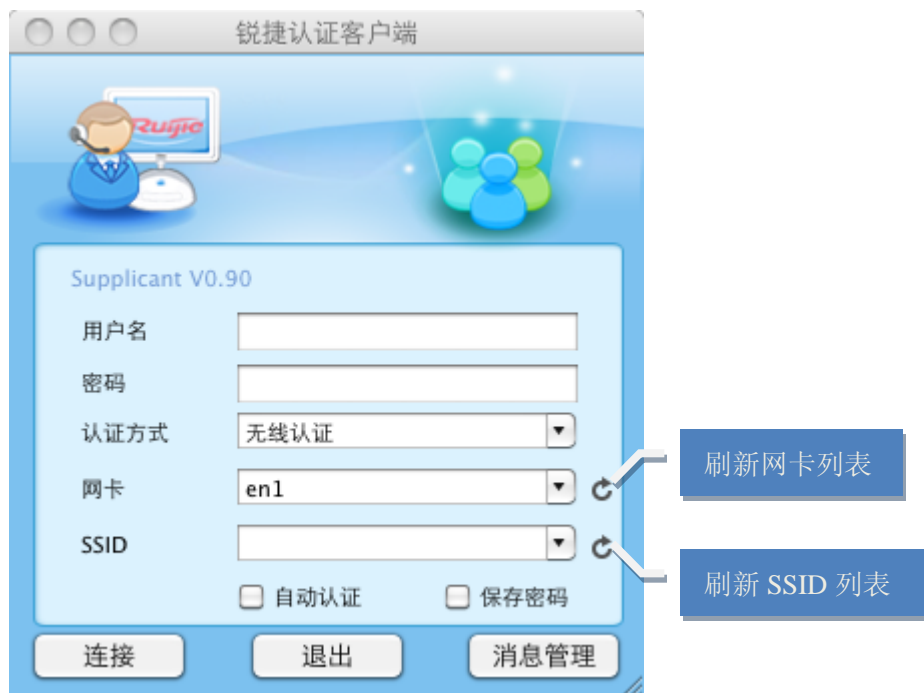 锐捷认证客户端
Ruijie
Supplicant V0.90
用户名
密码
认证方式 无线认证
网卡 en1
刷新网卡列表
SSID
刷新 SSID 列表
自动认证 保存密码
连接 退出 消息管理